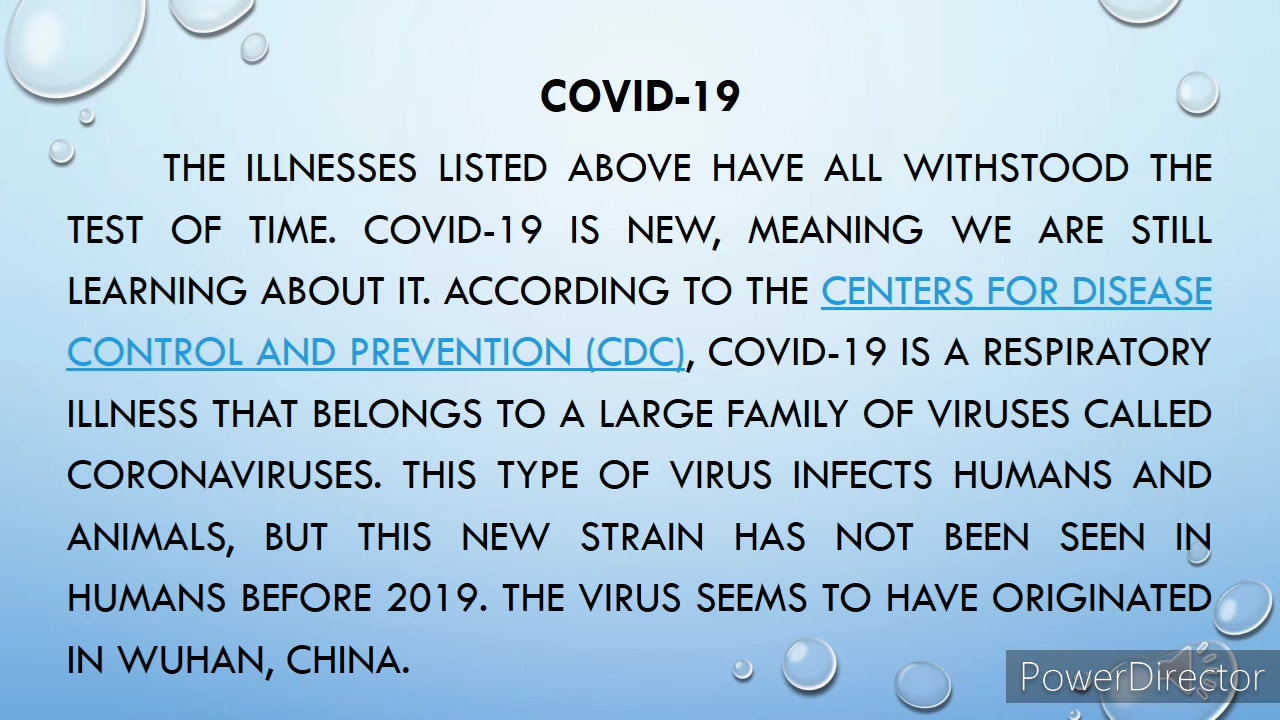 COVID-19
THE ILLNESSES LISTED ABOVE HAVE ALL WITHSTOOD THE
TEST OF TIME. COVID-19 IS NEW, MEANING WE ARE STILL
LEARNING ABOUT IT. ACCORDING TO THE CENTERS FOR DISEASE
CONTROL AND PREVENTION (CDC), COVID-19 IS A RESPIRATORY
ILLNESS THAT BELONGS TO A LARGE FAMILY OF VIRUSES CALLED
CORONAVIRUSES. THIS TYPE OF VIRUS INFECTS HUMANS AND
ANIMALS, BUT THIS NEW STRAIN HAS NOT BEEN SEEN IN
HUMANS BEFORE 2019. THE VIRUS SEEMS TO HAVE ORIGINATED
IN WUHAN, CHINA.
PowerDirector